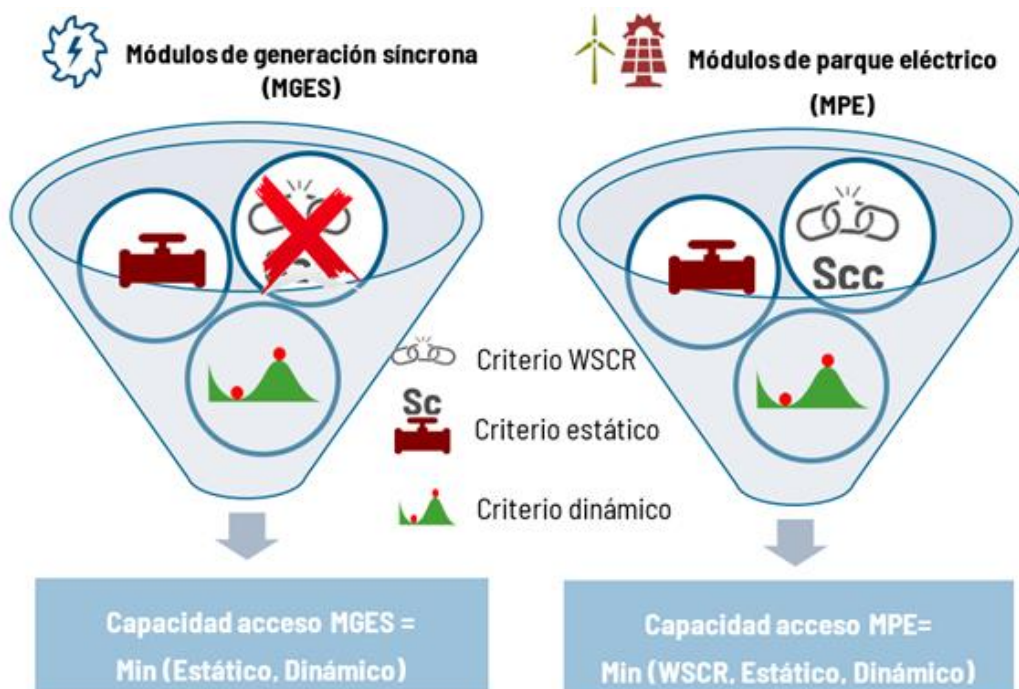 Módulos de generación síncrona
(MGES)
Módulos de parque eléctrico
(MPE)
Scc
Criterio WSCR
Sc
Criterio estático
Criterio dinámico
Capacidad acceso MGES =
Min (Estático, Dinámico)
Capacidad acceso MPE=
Min (WSCR, Estático, Dinámico)